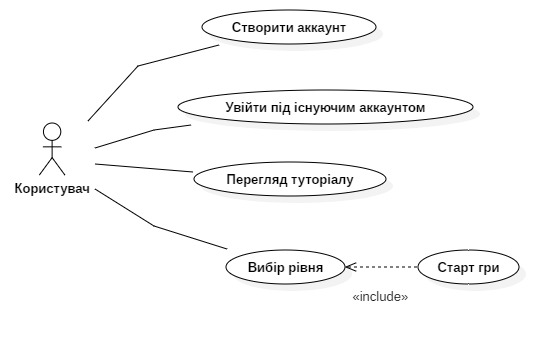 Створити аккаунт
Увійти під існуючим аккаунтом
Перегляд туторіалу
Користувач
Вибір рівня
Старт гри
«include»